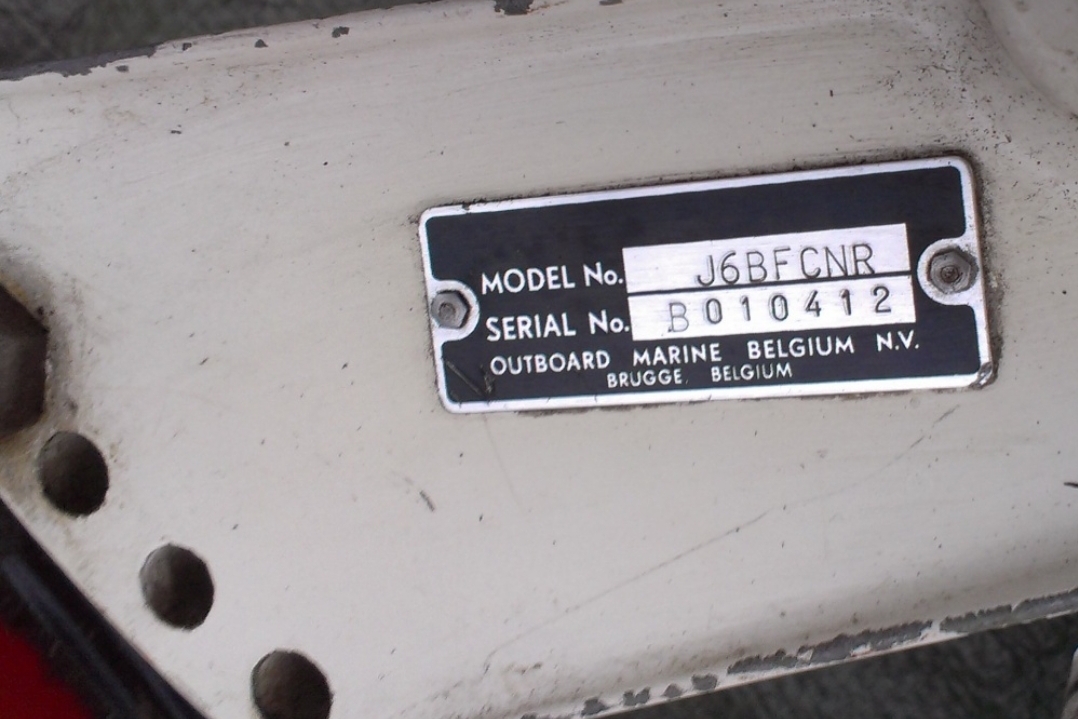 MODEL No. J6BFCNR
SERIAL No. B010412
OUTBOARD MARINE BELGIUM N.V.
BRUGGE, BELGIUM